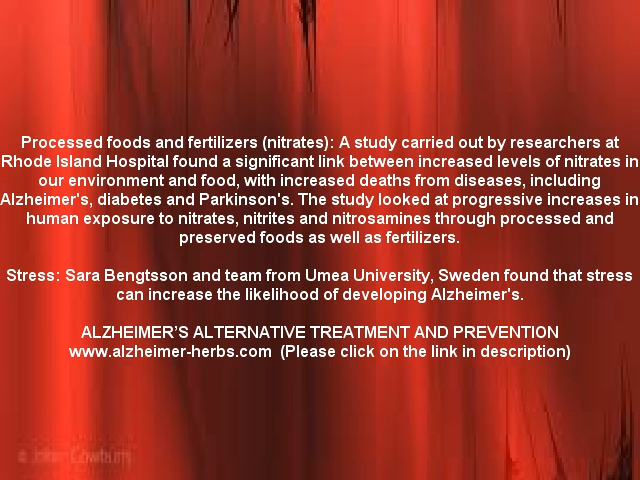 Processed foods and fertilizers (nitrates): A study carried out by researchers at
Rhode Island Hospital found a significant link between increased levels of nitrates in
our environment and food, with increased deaths from diseases, including
Alzheimer's, diabetes and Parkinson's. The study looked at progressive increases in
human exposure to nitrates, nitrites and nitrosamines through processed and
preserved foods as well as fertilizers.
Stress: Sara Bengtsson and team from Umea University, Sweden found that stress
can increase the likelihood of developing Alzheimer's.
ALZHEIMER’S ALTERNATIVE TREATMENT AND PREVENTION
www.alzheimer-herbs.com (Please click on the link in description)